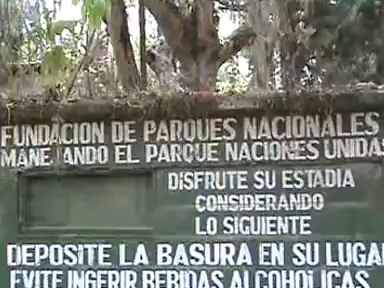 FUNDACION DE PARQUES NACIONALES
MANEJANDO EL PARQUE NACIONES UNIDAS
DISFRUTE SU ESTADIA
CONSIDERANDO
LO SIGUIENTE
DEPOSITE LA BASURA EN SU LUGA
EVITE INGERIR BEBIDAS ALCOHOLICAS